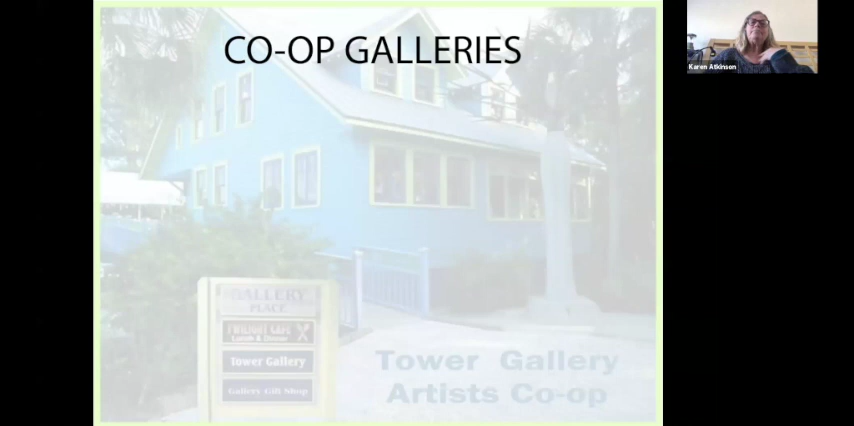 CO-OP GALLERIES
Karen Atkinson
GALLERY
PLACE
TWILIGHT CAFE
Lunch & Dinner
Tower Gallery
Gallery Gift Shop
Tower Gallery
Artists Co-op